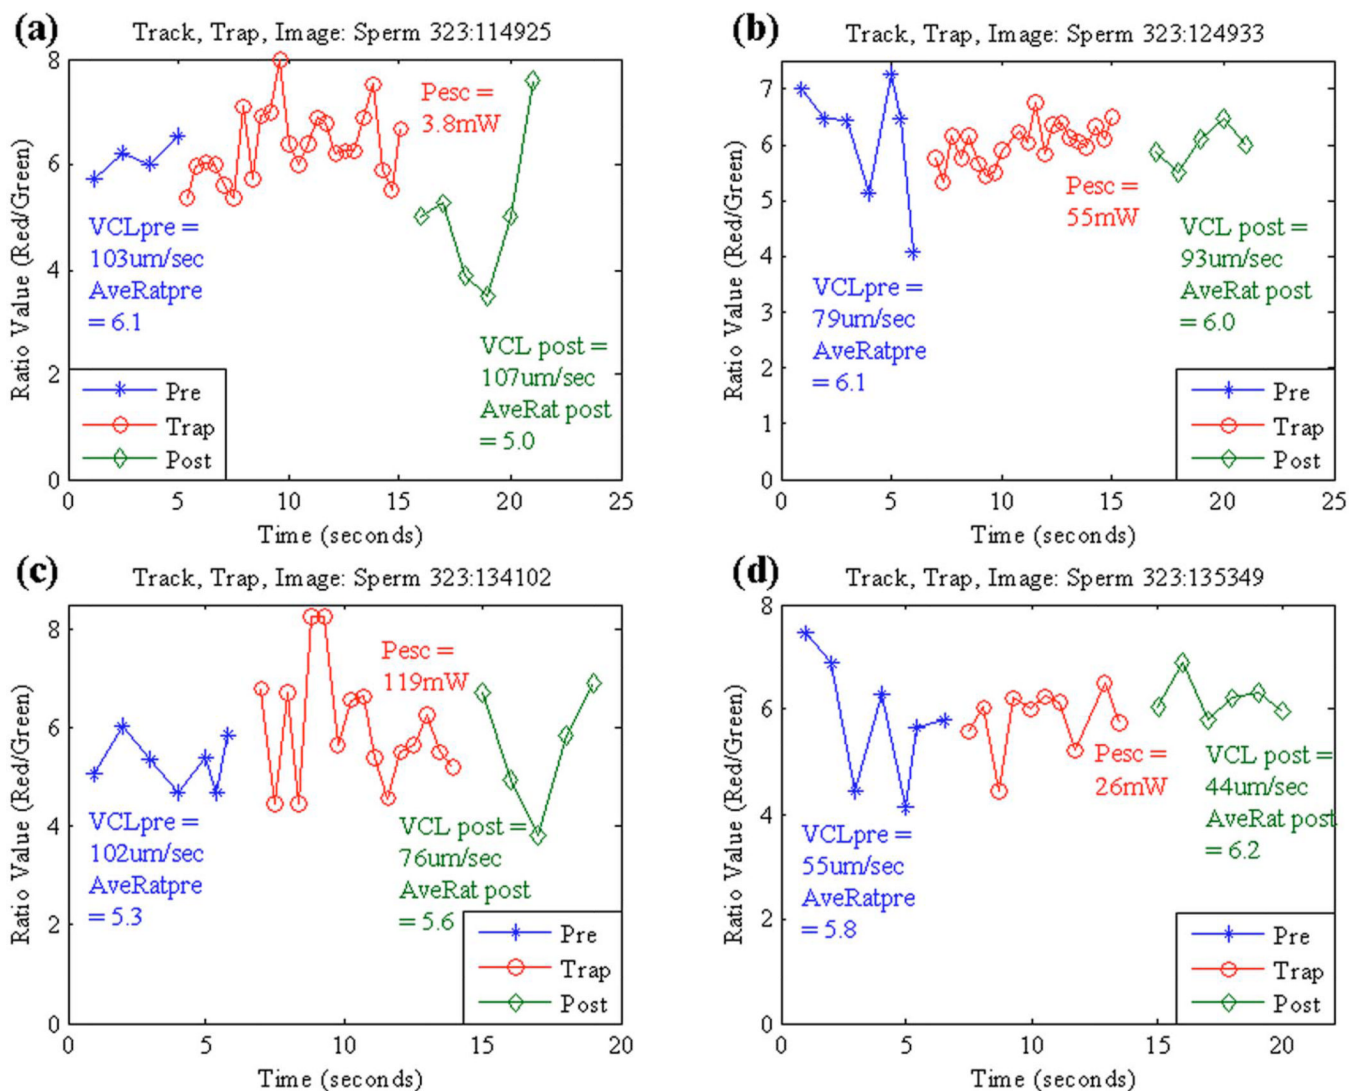 (a)
Track, Trap, Image: Sperm 323:114925
8
6
4
2
0
Ratio Value (Red/Green)
Pesc =
3.8mW
VCLpre =
103um/sec
AveRatpre
= 6.1
VCL post =
107um/sec
AveRat post
= 5.0
Pre
Trap
Post
0 5 10 15 20 25
Time (seconds)
(b)
Track, Trap, Image: Sperm 323:124933
7
6
5
4
3
2
1
0
Ratio Value (Red/Green)
Pesc =
55mW
VCLpre =
79um/sec
AveRatpre
= 6.1
VCL post =
93um/sec
AveRat post
= 6.0
Pre
Trap
Post
0 5 10 15 20 25
Time (seconds)
(c)
Track, Trap, Image: Sperm 323:134102
8
6
4
2
0
Ratio Value (Red/Green)
Pesc =
119mW
VCLpre =
102um/sec
AveRatpre
= 5.3
VCL post =
76um/sec
AveRat post
= 5.6
Pre
Trap
Post
0 5 10 15 20
Time (seconds)
(d)
Track, Trap, Image: Sperm 323:135349
8
6
4
2
0
Ratio Value (Red/Green)
Pesc =
26mW
VCLpre =
55um/sec
AveRatpre
= 5.8
VCL post =
44um/sec
AveRat post
= 6.2
Pre
Trap
Post
0 5 10 15 20
Time (seconds)